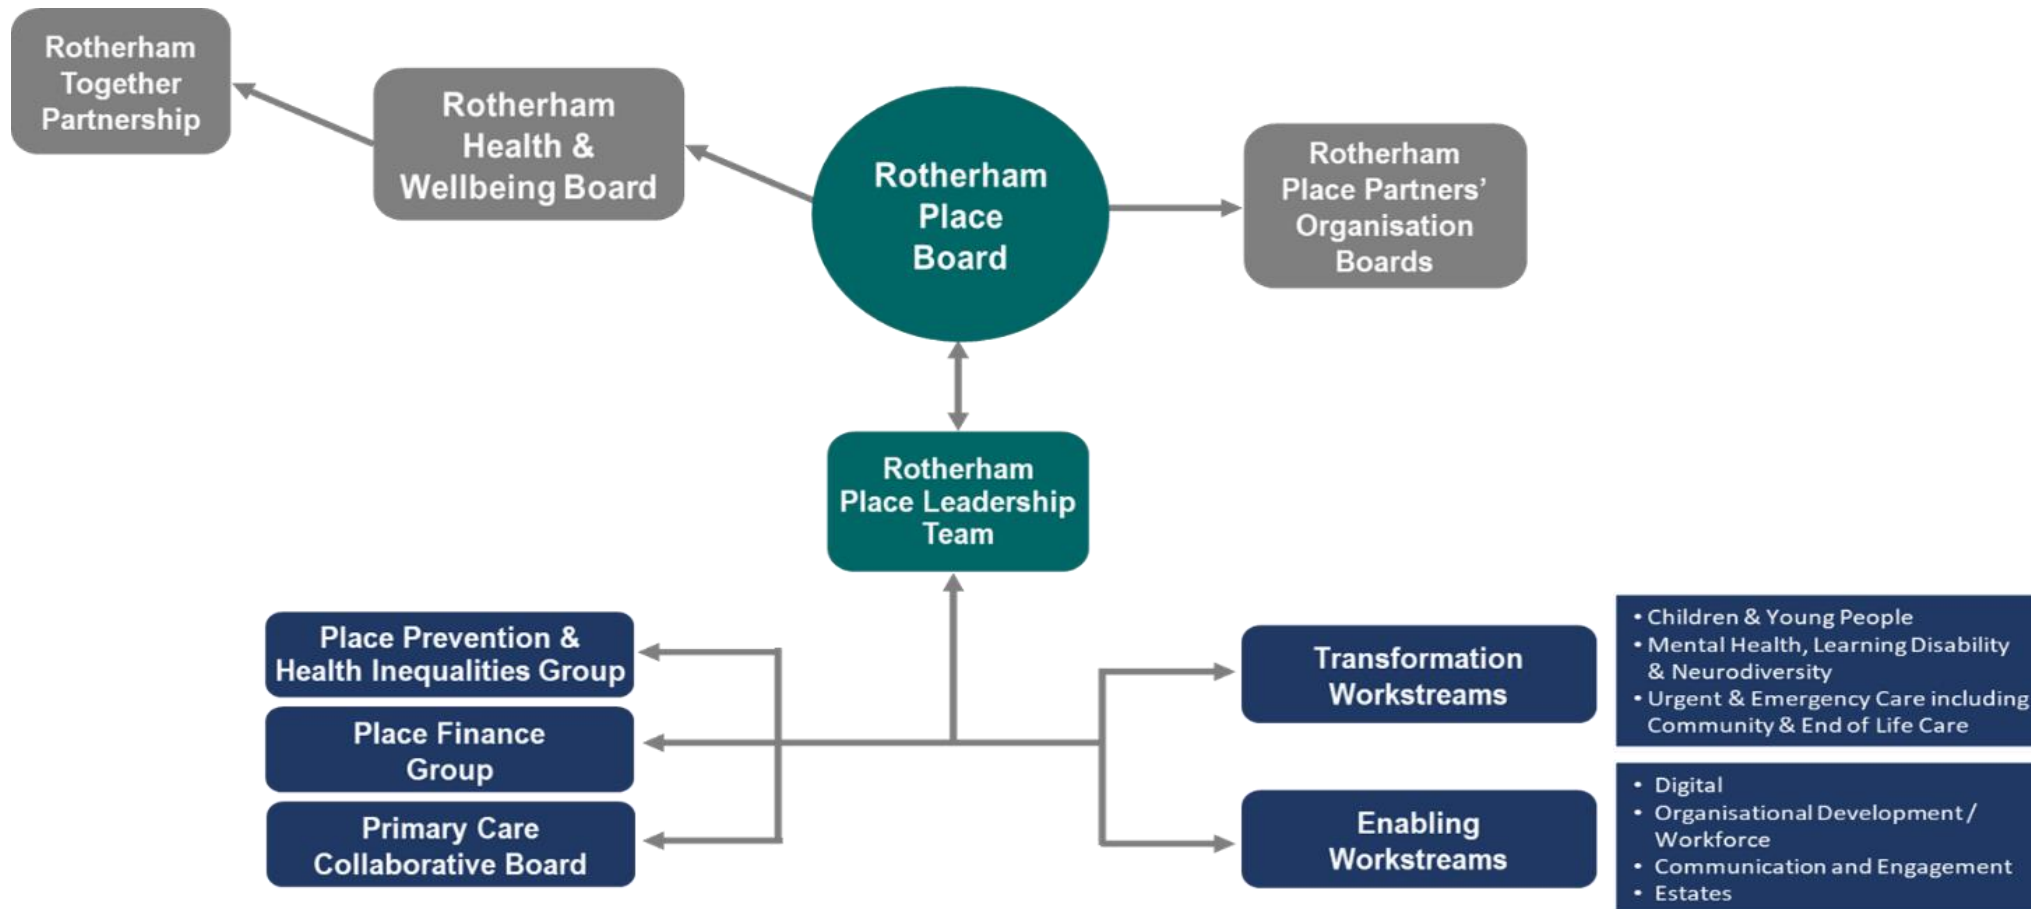 Rotherham
Together
Partnership
Rotherham
Health &
Wellbeing Board
Rotherham
Place
Board
Rotherham
Place Partners’
Organisation
Boards
Rotherham
Place Leadership
Team
Place Prevention &
Health Inequalities Group
Place Finance
Group
Primary Care
Collaborative Board
Transformation
Workstreams
• Children & Young People
• Mental Health, Learning Disability
& Neurodiversity
• Urgent & Emergency Care including
Community & End of Life Care
Enabling
Workstreams
• Digital
• Organisational Development /
Workforce
• Communication and Engagement
• Estates